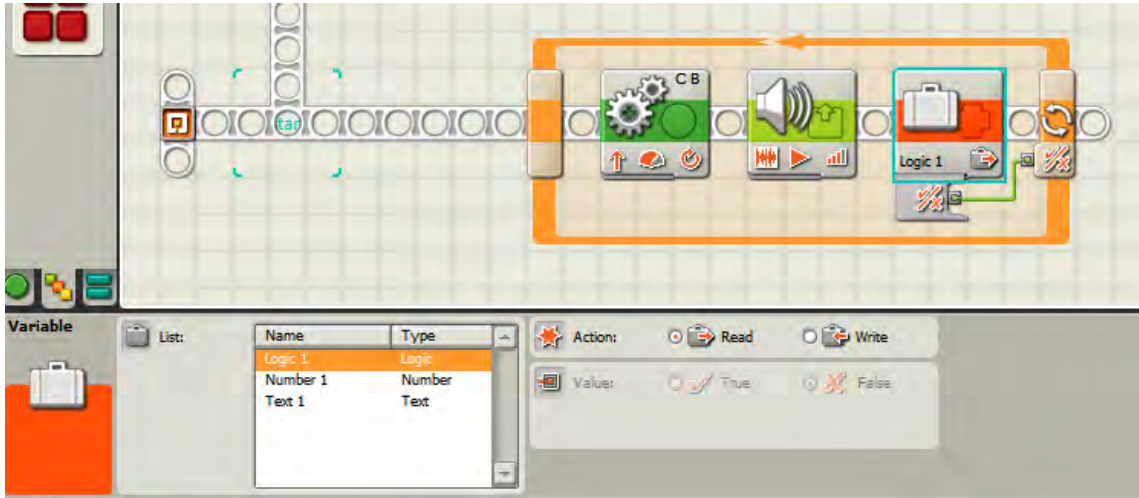 C B
tar
Logic 1
Variable
List:
Name Type
Logic 1 Logic
Number 1 Number
Text 1 Text
Action: Read Write
Value: True False